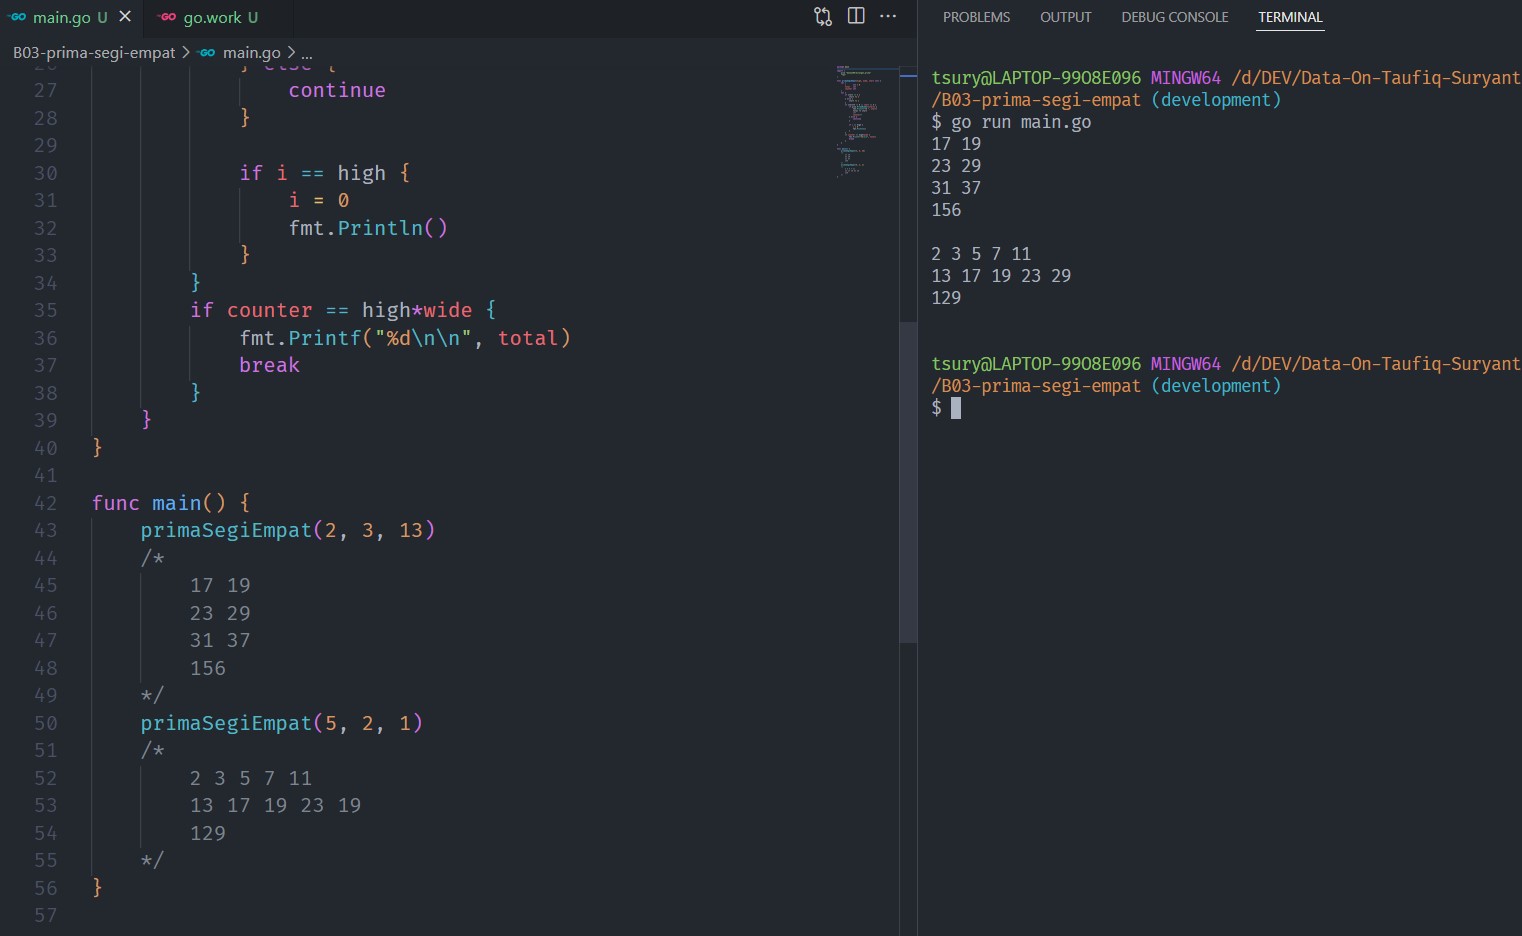 main.go U
go.work U
B03-prima-segi-empat > main.go > ...
27 continue
28 }
29
30 if i == high {
31 i = 0
32 fmt.Println()
33 }
34 }
35 if counter == high*wide {
36 fmt.Printf("%d\n\n", total)
37 break
38 }
39 }
40 }
41
42 func main() {
43 primaSegiEmpat(2, 3, 13)
44 /*
45 17 19
46 23 29
47 31 37
48 156
49 */
50 primaSegiEmpat(5, 2, 1)
51 /*
52 2 3 5 7 11
53 13 17 19 23 19
54 129
55 */
56 }
57
PROBLEMS OUTPUT DEBUG CONSOLE TERMINAL
tsury@LAPTOP-99O8E096 MINGW64 /d/DEV/Data-On-Taufiq-Suryant
/B03-prima-segi-empat (development)
$ go run main.go
17 19
23 29
31 37
156
2 3 5 7 11
13 17 19 23 29
129
tsury@LAPTOP-99O8E096 MINGW64 /d/DEV/Data-On-Taufiq-Suryant
/B03-prima-segi-empat (development)
$